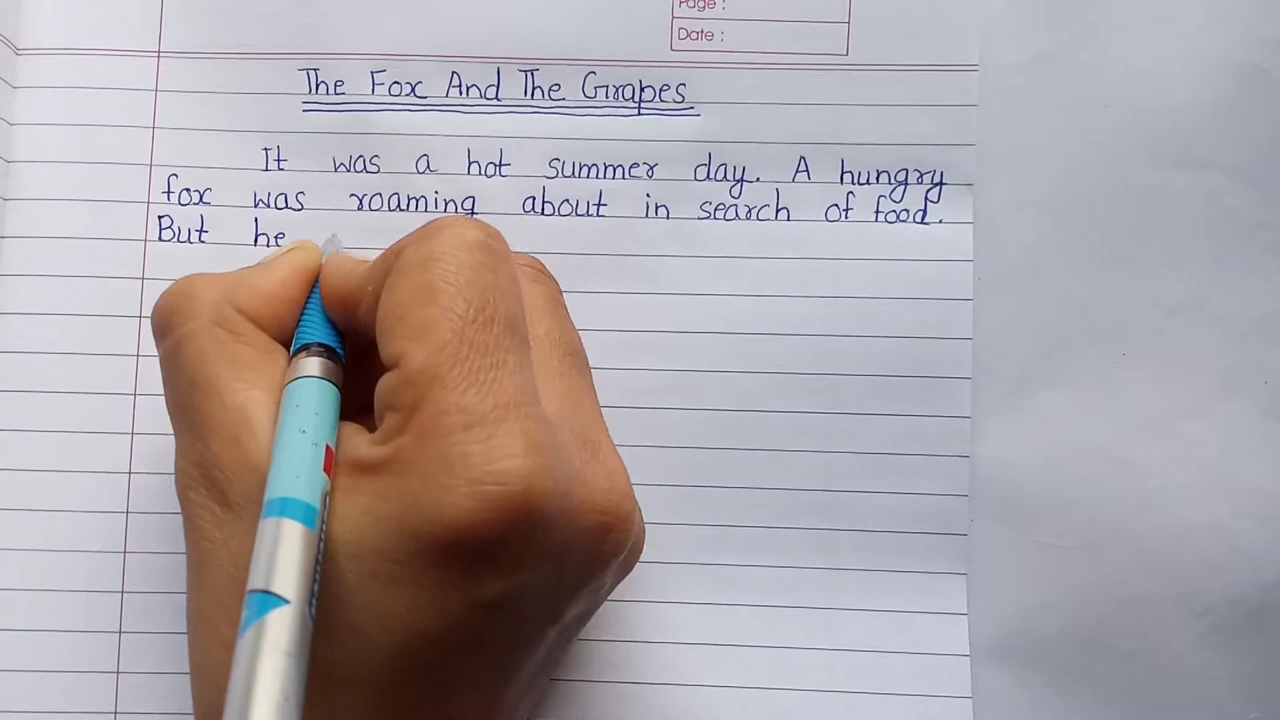 Page :
Date :
The Fox And The Grapes
It was a hot summer day. A hungry
fox was roaming about in search of food.
But he